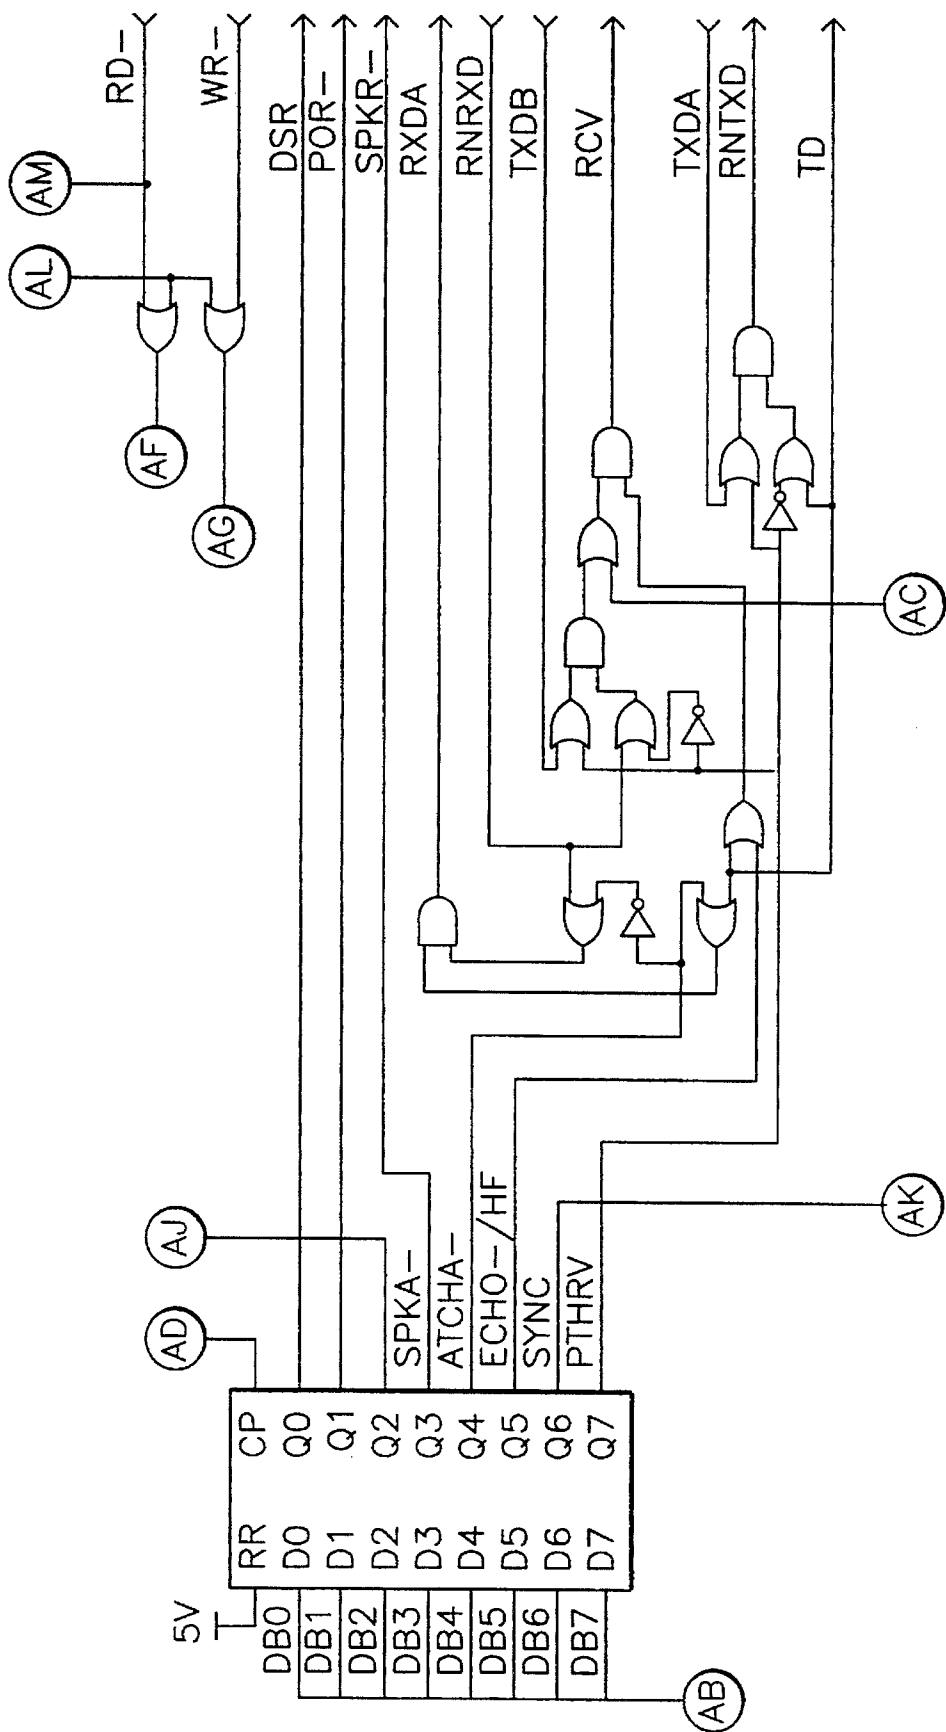 AM
AL
AF
AG
RD-
WR-
DSR
POR-
SPKR-
RXDA
RNRXD
TXDB
RCV
TXDA
RNTXD
TD
AC
AJ
AD
SPKA-
ATCHA-
ECHO-/HF
SYNC
PTHRV
AK
5V
RR CP
D0 Q0
D1 Q1
D2 Q2
D3 Q3
D4 Q4
D5 Q5
D6 Q6
D7 Q7
DB0
DB1
DB2
DB3
DB4
DB5
DB6
DB7
AB